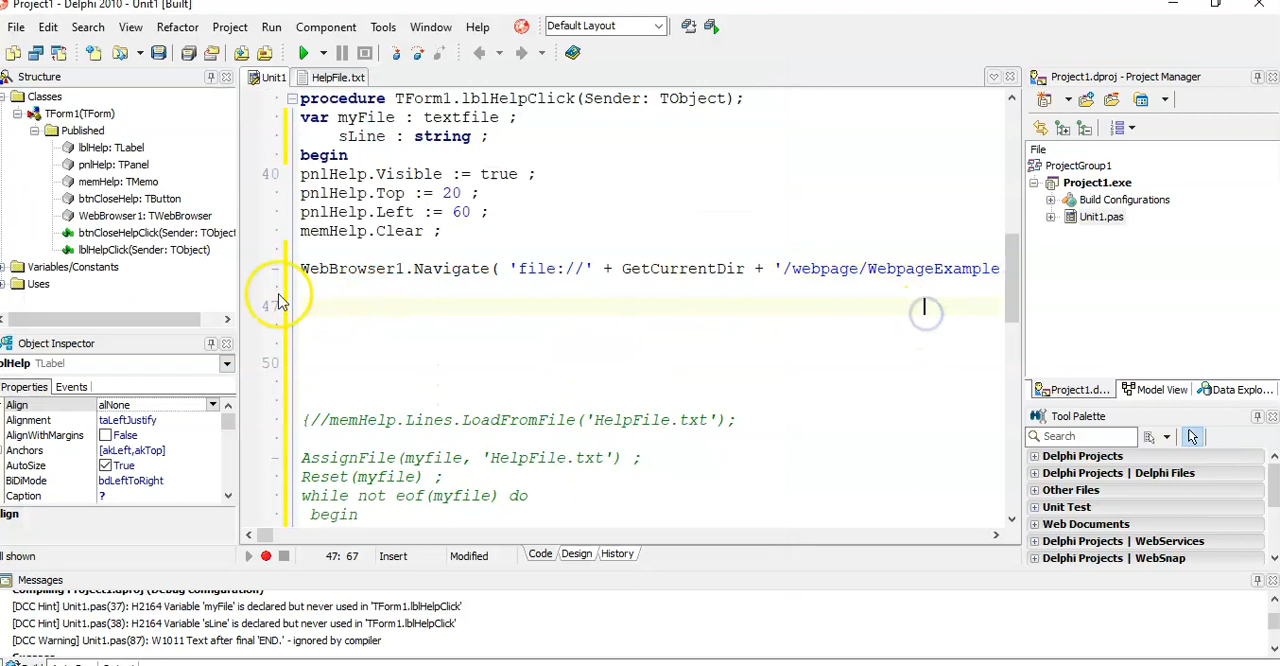 Project1 - Delphi 2010 - Unit1 [Built]
File Edit Search View Refactor Project Run Component Tools Window Help Default Layout
Structure
Classes
TForm1(TForm)
Published
lblHelp: TLabel
pnlHelp: TPanel
memHelp: TMemo
btnCloseHelp: TButton
WebBrowser1: TWebBrowser
btnCloseHelpClick(Sender: TObject)
lblHelpClick(Sender: TObject)
Variables/Constants
Uses
Object Inspector
lblHelp TLabel
Properties Events
Align alNone
Alignment taLeftJustify
AlignWithMargins False
Anchors [akLeft,akTop]
AutoSize True
BiDiMode bdLeftToRight
Caption ?
Align
All shown
Unit1 HelpFile.txt
procedure TForm1.lblHelpClick(Sender: TObject);
var myFile : textfile ;
sLine : string ;
begin
40 pnlHelp.Visible := true ;
pnlHelp.Top := 20 ;
pnlHelp.Left := 60 ;
memHelp.Clear ;
WebBrowser1.Navigate( 'file://' + GetCurrentDir + '/webpage/WebpageExample
47
50
{//memHelp.Lines.LoadFromFile('HelpFile.txt');
AssignFile(myfile, 'HelpFile.txt') ;
Reset(myfile) ;
while not eof(myfile) do
begin
47: 67 Insert Modified Code Design History
Project1.dproj - Project Manager
File
ProjectGroup1
Project1.exe
Build Configurations
Unit1.pas
Project1.d... Model View Data Explo...
Tool Palette
Search
Delphi Projects
Delphi Projects | Delphi Files
Other Files
Unit Test
Web Documents
Delphi Projects | WebServices
Delphi Projects | WebSnap
Messages
Compiling Project1.dproj (Debug configuration)
[DCC Hint] Unit1.pas(37): H2164 Variable 'myFile' is declared but never used in 'TForm1.lblHelpClick'
[DCC Hint] Unit1.pas(38): H2164 Variable 'sLine' is declared but never used in 'TForm1.lblHelpClick'
[DCC Warning] Unit1.pas(87): W1011 Text after final 'END.' - ignored by compiler